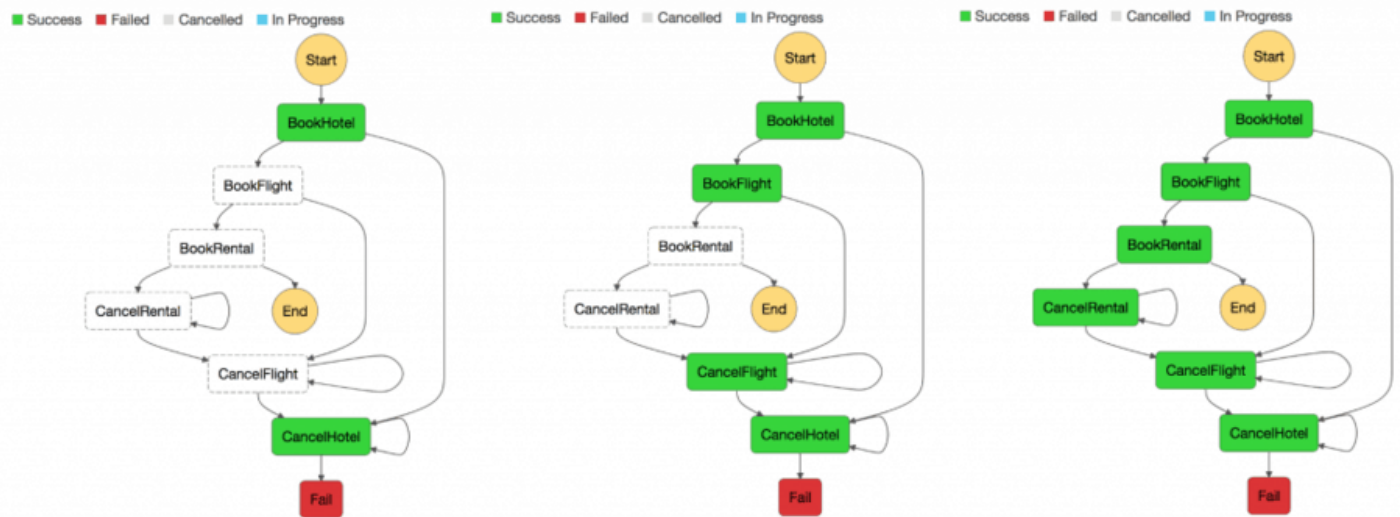 Success Failed Cancelled In Progress
Start
BookHotel
BookFlight
BookRental
CancelRental
End
CancelFlight
CancelHotel
Fail
Success Failed Cancelled In Progress
Start
BookHotel
BookFlight
BookRental
CancelRental
End
CancelFlight
CancelHotel
Fail
Success Failed Cancelled In Progress
Start
BookHotel
BookFlight
BookRental
CancelRental
End
CancelFlight
CancelHotel
Fail